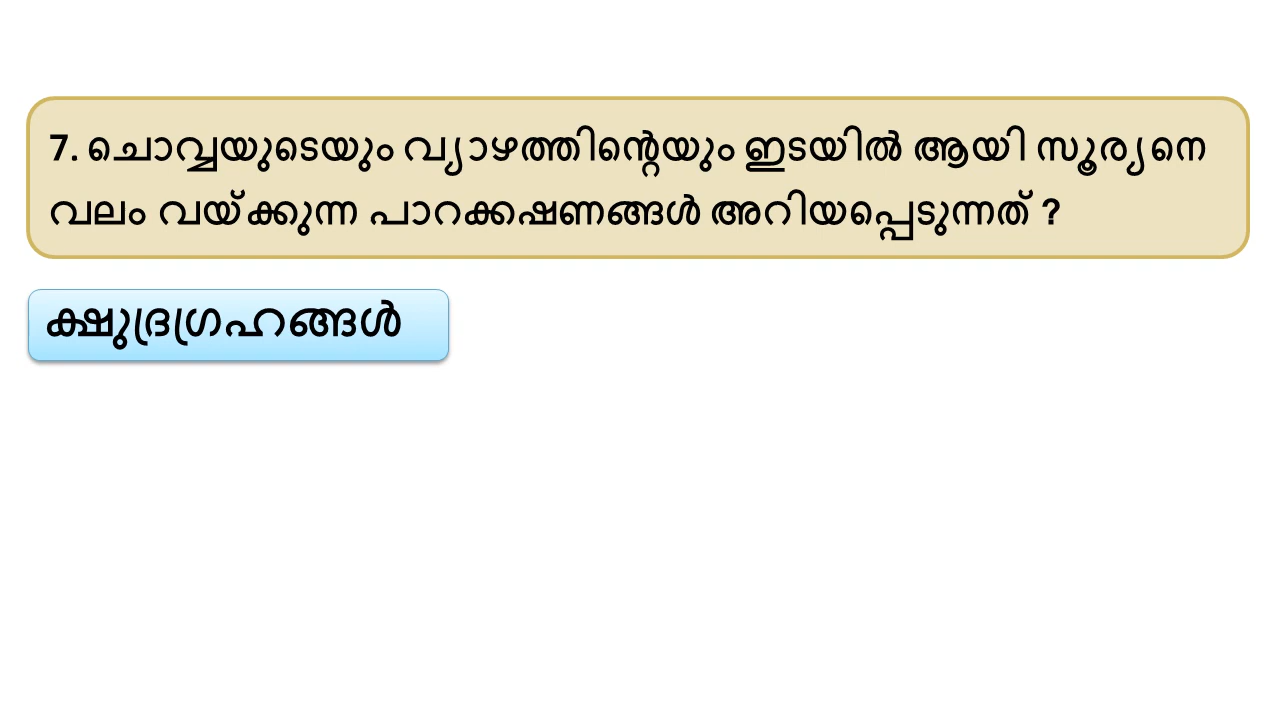 7. ചൊവ്വയുടെയും വ്യാഴത്തിന്റെയും ഇടയിൽ ആയി സൂര്യനെ
വലം വയ്ക്കുന്ന പാറക്കഷണങ്ങൾ അറിയപ്പെടുന്നത് ?
ക്ഷുദ്രഗ്രഹങ്ങൾ